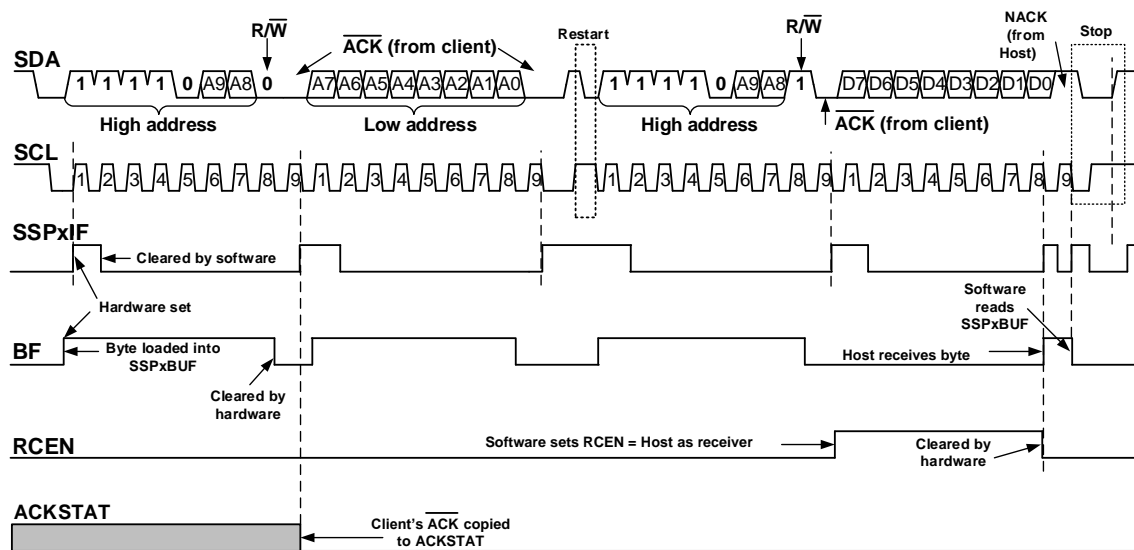 R/W̅
A̅C̅K̅ (from client)
Restart
R/W̅
NACK
(from
Host)
Stop
SDA
1 1 1 1 0 A9 A8 0 A7 A6 A5 A4 A3 A2 A1 A0 1 1 1 1 0 A9 A8 1 D7 D6 D5 D4 D3 D2 D1 D0
High address
Low address
High address
A̅C̅K̅ (from client)
SCL
1 2 3 4 5 6 7 8 9 1 2 3 4 5 6 7 8 9 1 2 3 4 5 6 7 8 9 1 2 3 4 5 6 7 8 9
SSPxIF
Cleared by software
Hardware set
Software
reads
SSPxBUF
BF
Byte loaded into
SSPxBUF
Cleared by
hardware
Host receives byte
RCEN
Software sets RCEN = Host as receiver
Cleared by
hardware
ACKSTAT
Client's A̅C̅K̅ copied
to ACKSTAT